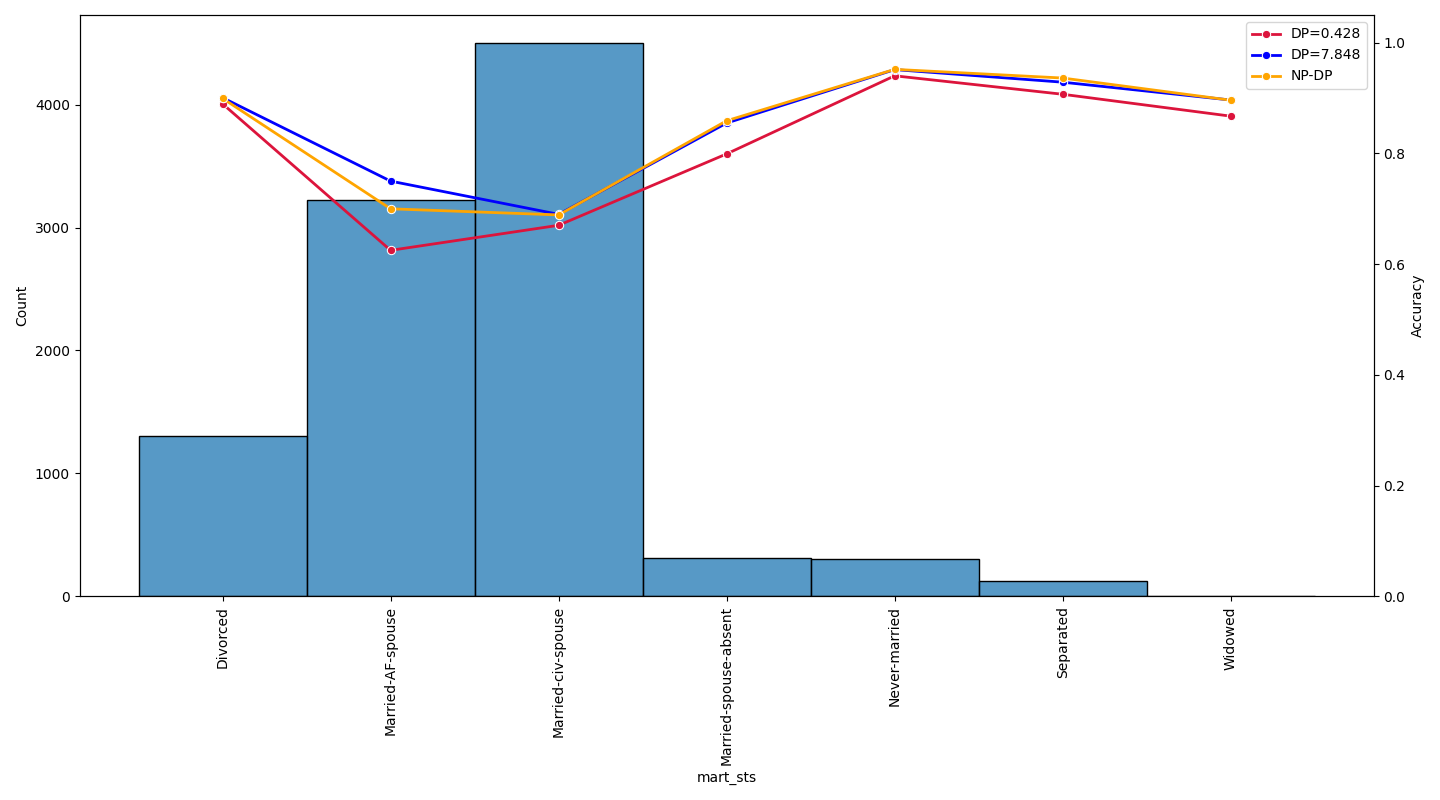 DP=0.428
DP=7.848
NP-DP
Count
4000
3000
2000
1000
0
1.0
0.8
0.6
0.4
0.2
0.0
Accuracy
Divorced
Married-AF-spouse
Married-civ-spouse
Married-spouse-absent
Never-married
Separated
Widowed
mart_sts